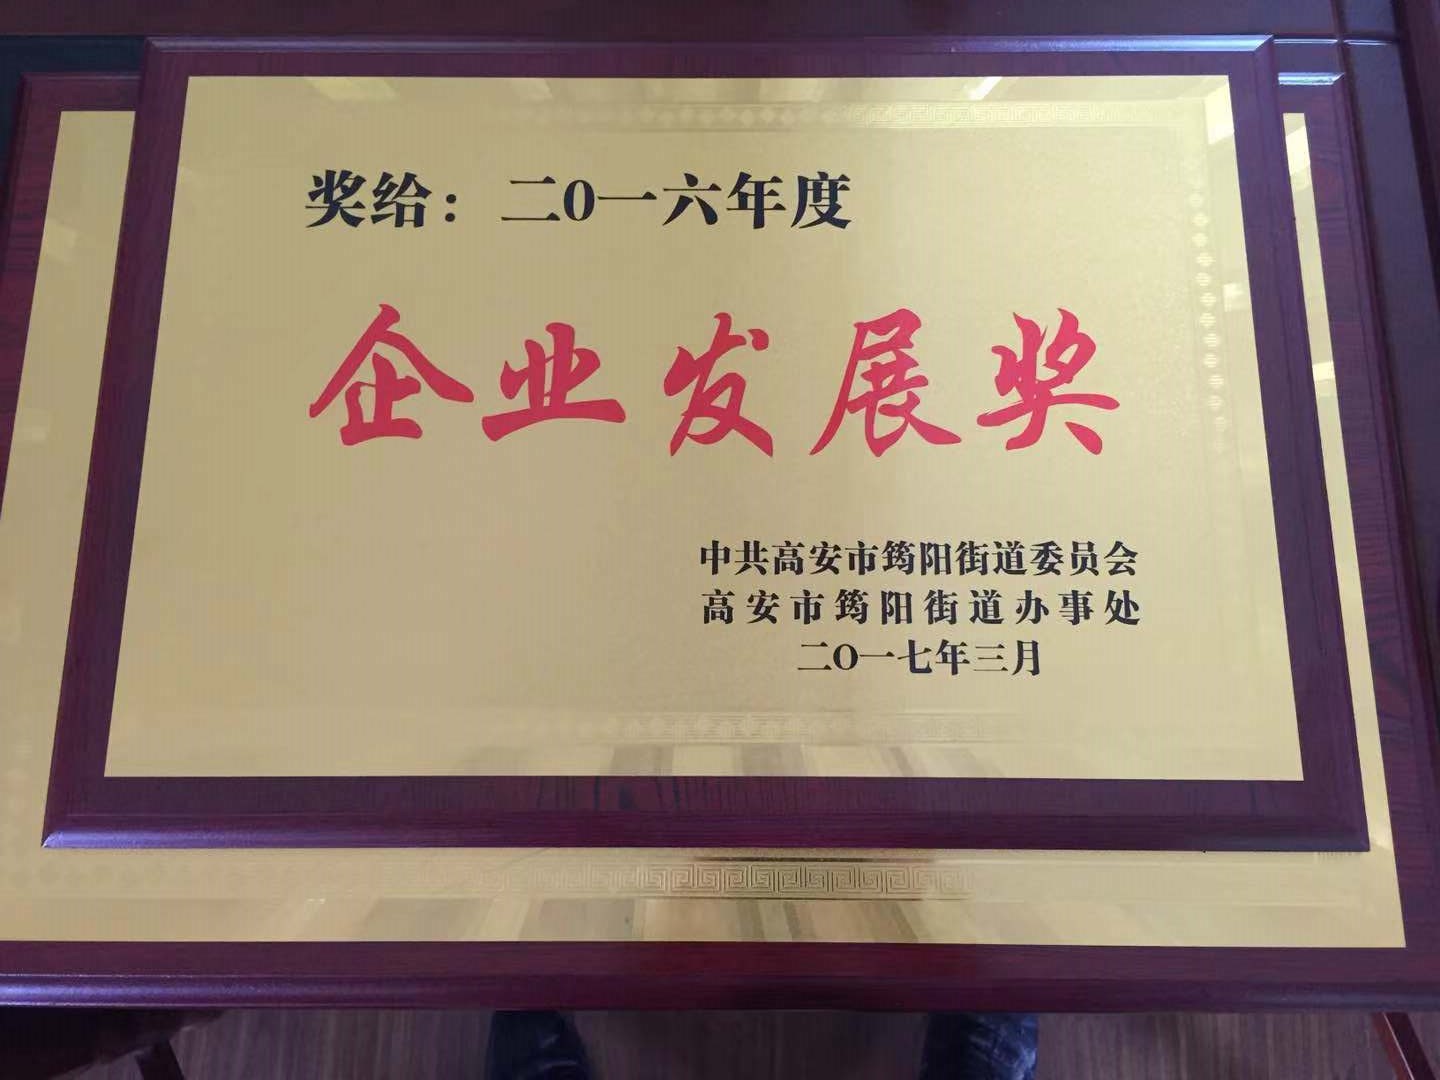 奖给：二0一六年度
企业发展奖
中共高安市筠阳街道委员会
高安市筠阳街道办事处
二O一七年三月